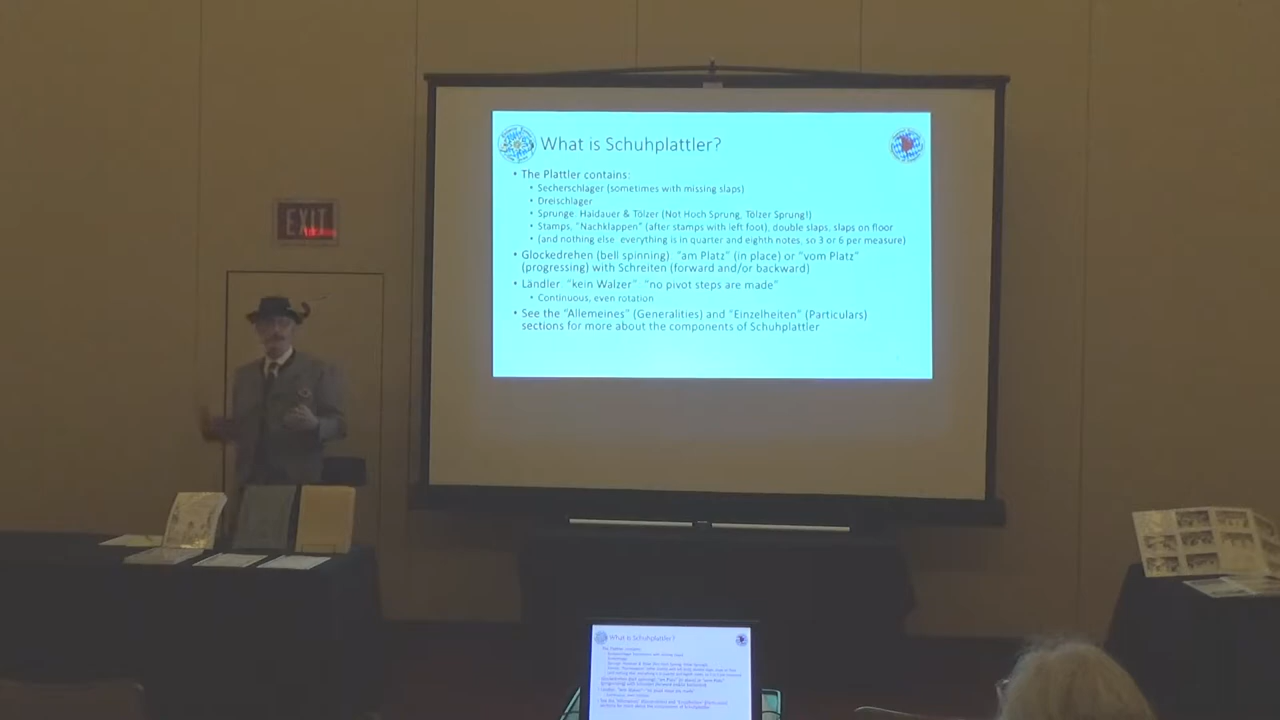 What is Schuhplattler?
• The Plattler contains:
• Secherschlager (sometimes with missing slaps)
• Dreischlager
• Sprunge: Haidauer & Tölzer (Not Hoch Sprung, Tölzer Sprung!)
• Stamps, "Nachklappen" (after stamps with left foot), double slaps, slaps on floor
• (and nothing else everything is in quarter and eighth notes, so 3 or 6 per measure)
• Glockedrehen (bell spinning) "am Platz" (in place) or "vom Platz"
(progressing) with Schreiten (forward and/or backward)
• Ländler "kein Walzer" "no pivot steps are made"
• Continuous, even rotation
• See the "Allemeines" (Generalities) and "Einzelheiten" (Particulars)
sections for more about the components of Schuhplattler
EXIT
What is Schuhplattler?